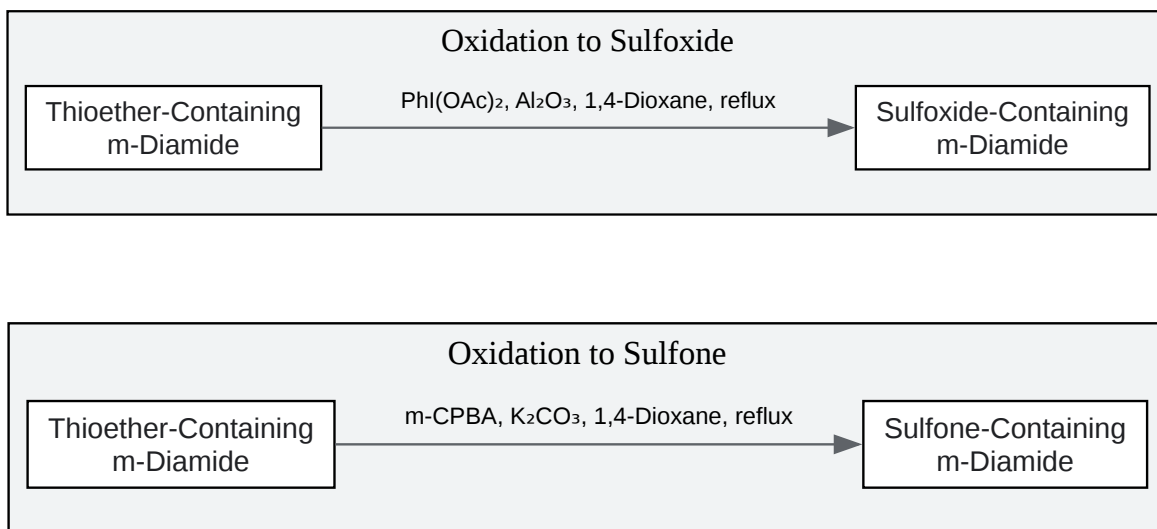 Oxidation to Sulfoxide
Thioether-Containing
m-Diamide
PhI(OAc)₂, Al₂O₃, 1,4-Dioxane, reflux
Sulfoxide-Containing
m-Diamide
Oxidation to Sulfone
Thioether-Containing
m-Diamide
m-CPBA, K₂CO₃, 1,4-Dioxane, reflux
Sulfone-Containing
m-Diamide